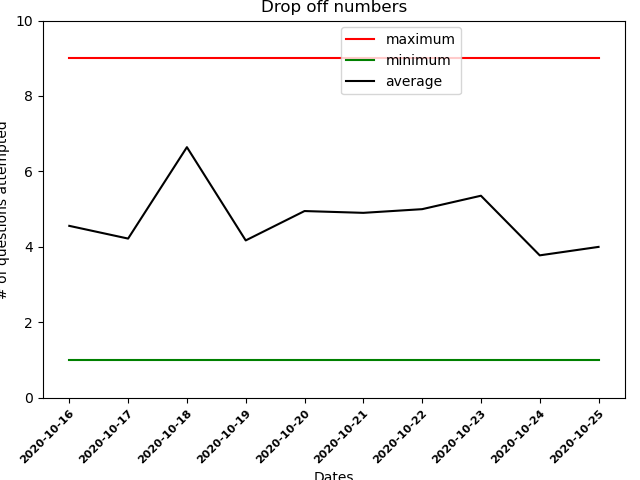 Drop off numbers
maximum
minimum
average
# of questions attempted
10
8
6
4
2
0
2020-10-16
2020-10-17
2020-10-18
2020-10-19
2020-10-20
2020-10-21
2020-10-22
2020-10-23
2020-10-24
2020-10-25
Dates